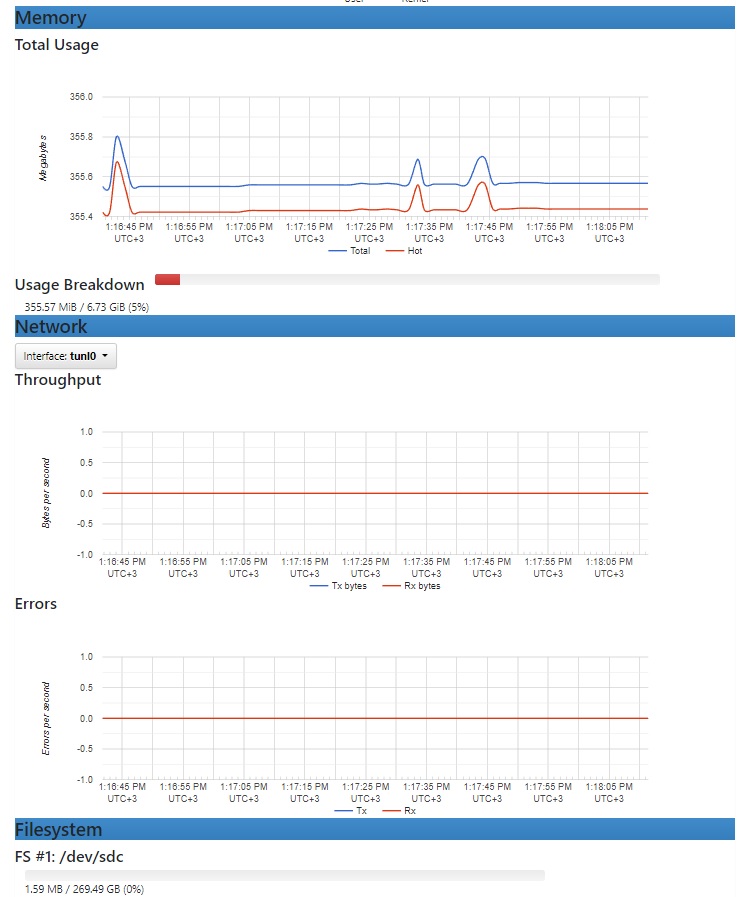 User Kernel
Memory
Total Usage
356.0
355.8
355.6
355.4
Megabytes
1:16:45 PM 1:16:55 PM 1:17:05 PM 1:17:15 PM 1:17:25 PM 1:17:35 PM 1:17:45 PM 1:17:55 PM 1:18:05 PM
UTC+3 UTC+3 UTC+3 UTC+3 UTC+3 UTC+3 UTC+3 UTC+3 UTC+3
Total Hot
Usage Breakdown
355.57 MiB / 6.73 GiB (5%)
Network
Interface: tunl0
Throughput
1.0
0.5
0.0
-0.5
-1.0
Bytes per second
1:16:45 PM 1:16:55 PM 1:17:05 PM 1:17:15 PM 1:17:25 PM 1:17:35 PM 1:17:45 PM 1:17:55 PM 1:18:05 PM
UTC+3 UTC+3 UTC+3 UTC+3 UTC+3 UTC+3 UTC+3 UTC+3 UTC+3
Tx bytes Rx bytes
Errors
1.0
0.5
0.0
-0.5
-1.0
Errors per second
1:16:45 PM 1:16:55 PM 1:17:05 PM 1:17:15 PM 1:17:25 PM 1:17:35 PM 1:17:45 PM 1:17:55 PM 1:18:05 PM
UTC+3 UTC+3 UTC+3 UTC+3 UTC+3 UTC+3 UTC+3 UTC+3 UTC+3
Tx Rx
Filesystem
FS #1: /dev/sdc
1.59 MB / 269.49 GB (0%)